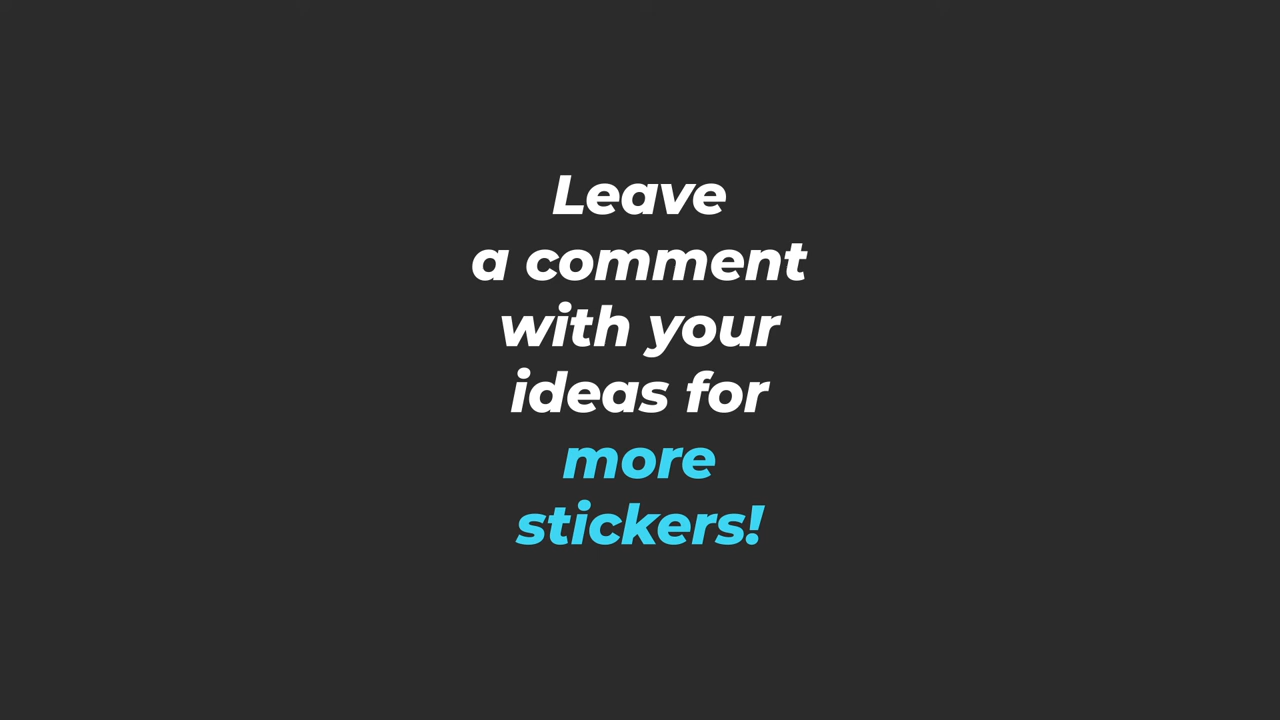 Leave
a comment
with your
ideas for
more
stickers!